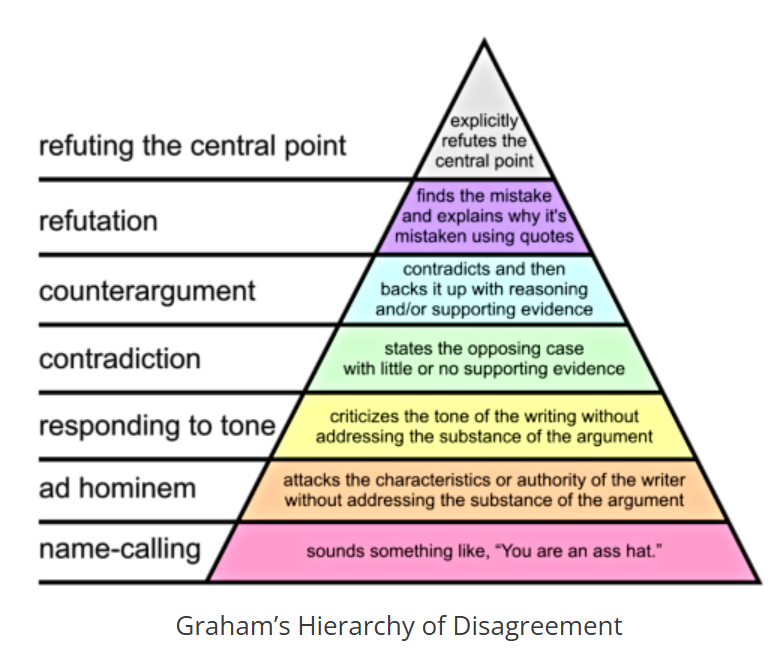 refuting the central point
explicitly
refutes the
central point
refutation
finds the mistake
and explains why it's
mistaken using quotes
counterargument
contradicts and then
backs it up with reasoning
and/or supporting evidence
contradiction
states the opposing case
with little or no supporting evidence
responding to tone
criticizes the tone of the writing without
addressing the substance of the argument
ad hominem
attacks the characteristics or authority of the writer
without addressing the substance of the argument
name-calling
sounds something like, “You are an ass hat.”
Graham’s Hierarchy of Disagreement